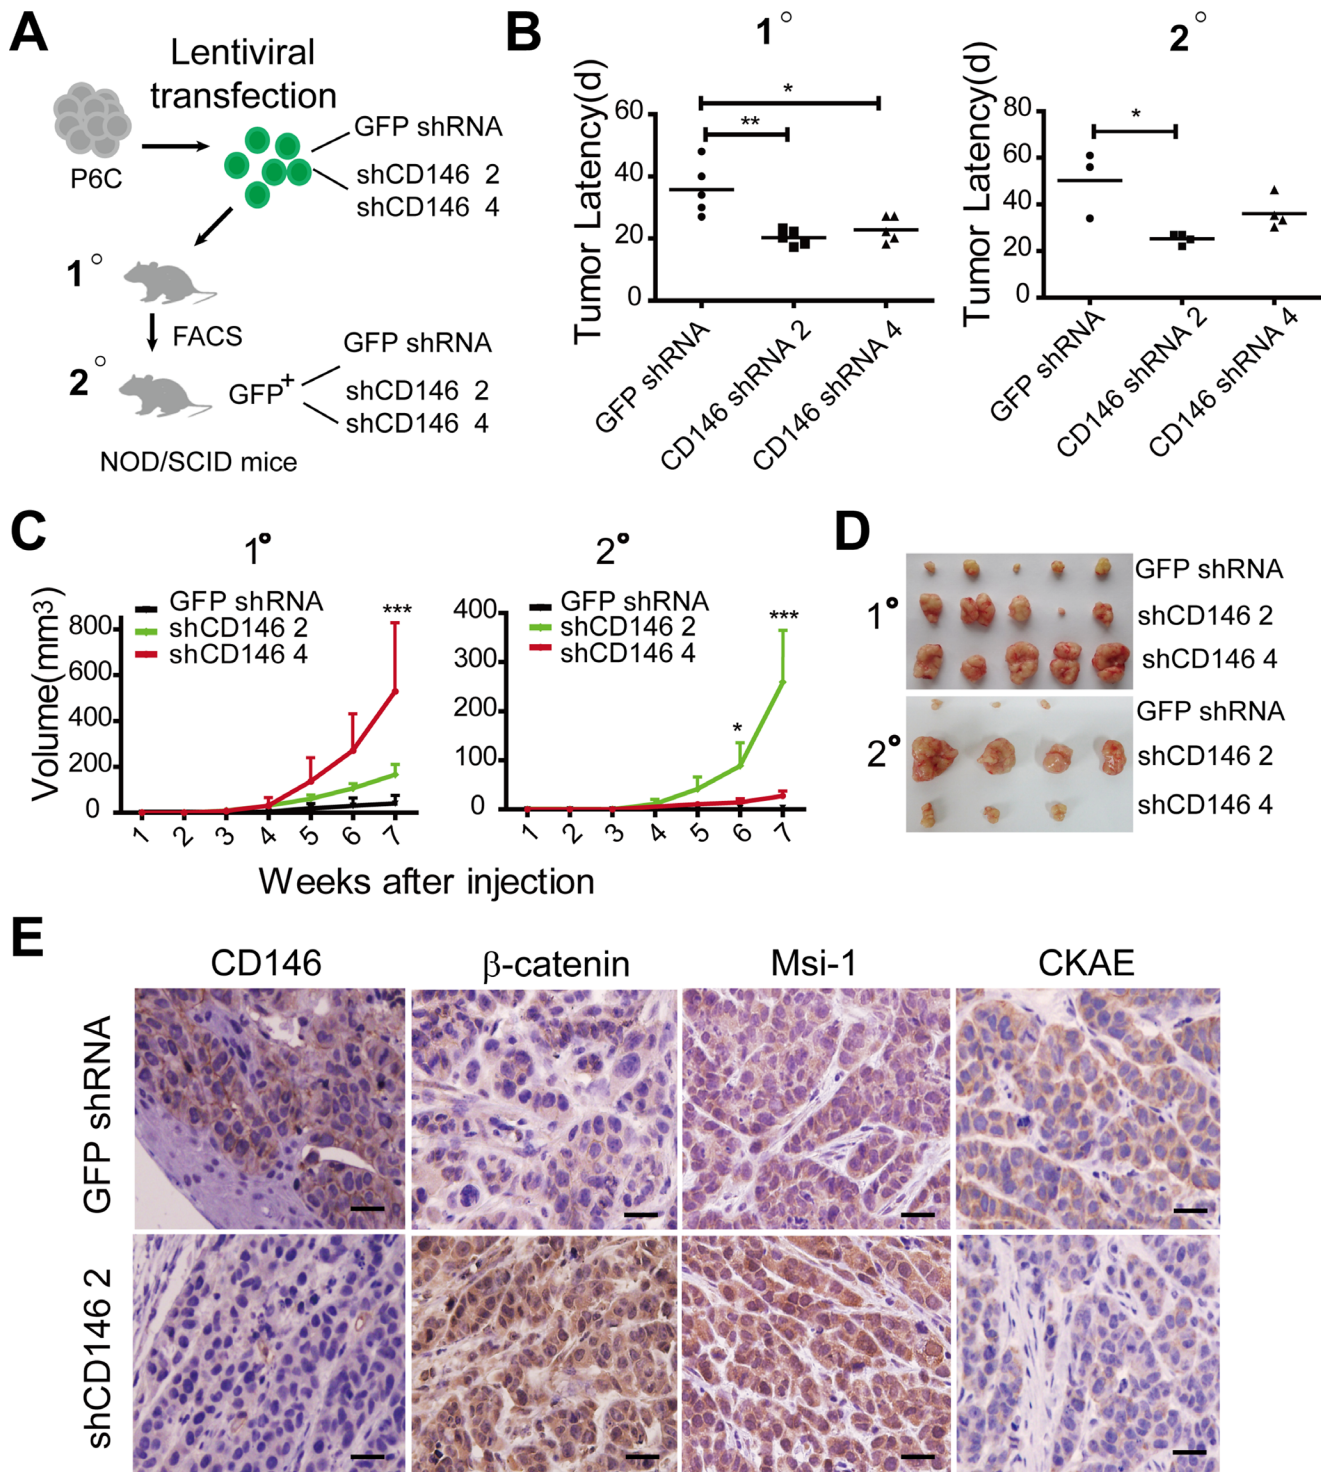 A
Lentiviral
transfection
P6C
GFP shRNA
shCD146 2
shCD146 4
1°
FACS
2°
GFP+
GFP shRNA
shCD146 2
shCD146 4
NOD/SCID mice
B
1°
Tumor Latency(d)
60
40
20
0
*
**
GFP shRNA
CD146 shRNA 2
CD146 shRNA 4
2°
Tumor Latency(d)
80
60
40
20
0
*
GFP shRNA
CD146 shRNA 2
CD146 shRNA 4
C
1°
Volume(mm3)
800
600
400
200
0
GFP shRNA
shCD146 2
shCD146 4
***
1 2 3 4 5 6 7
2°
400
300
200
100
0
GFP shRNA
shCD146 2
shCD146 4
*
***
1 2 3 4 5 6 7
Weeks after injection
D
1°
GFP shRNA
shCD146 2
shCD146 4
2°
GFP shRNA
shCD146 2
shCD146 4
E
CD146 β-catenin Msi-1 CKAE
GFP shRNA
shCD146 2